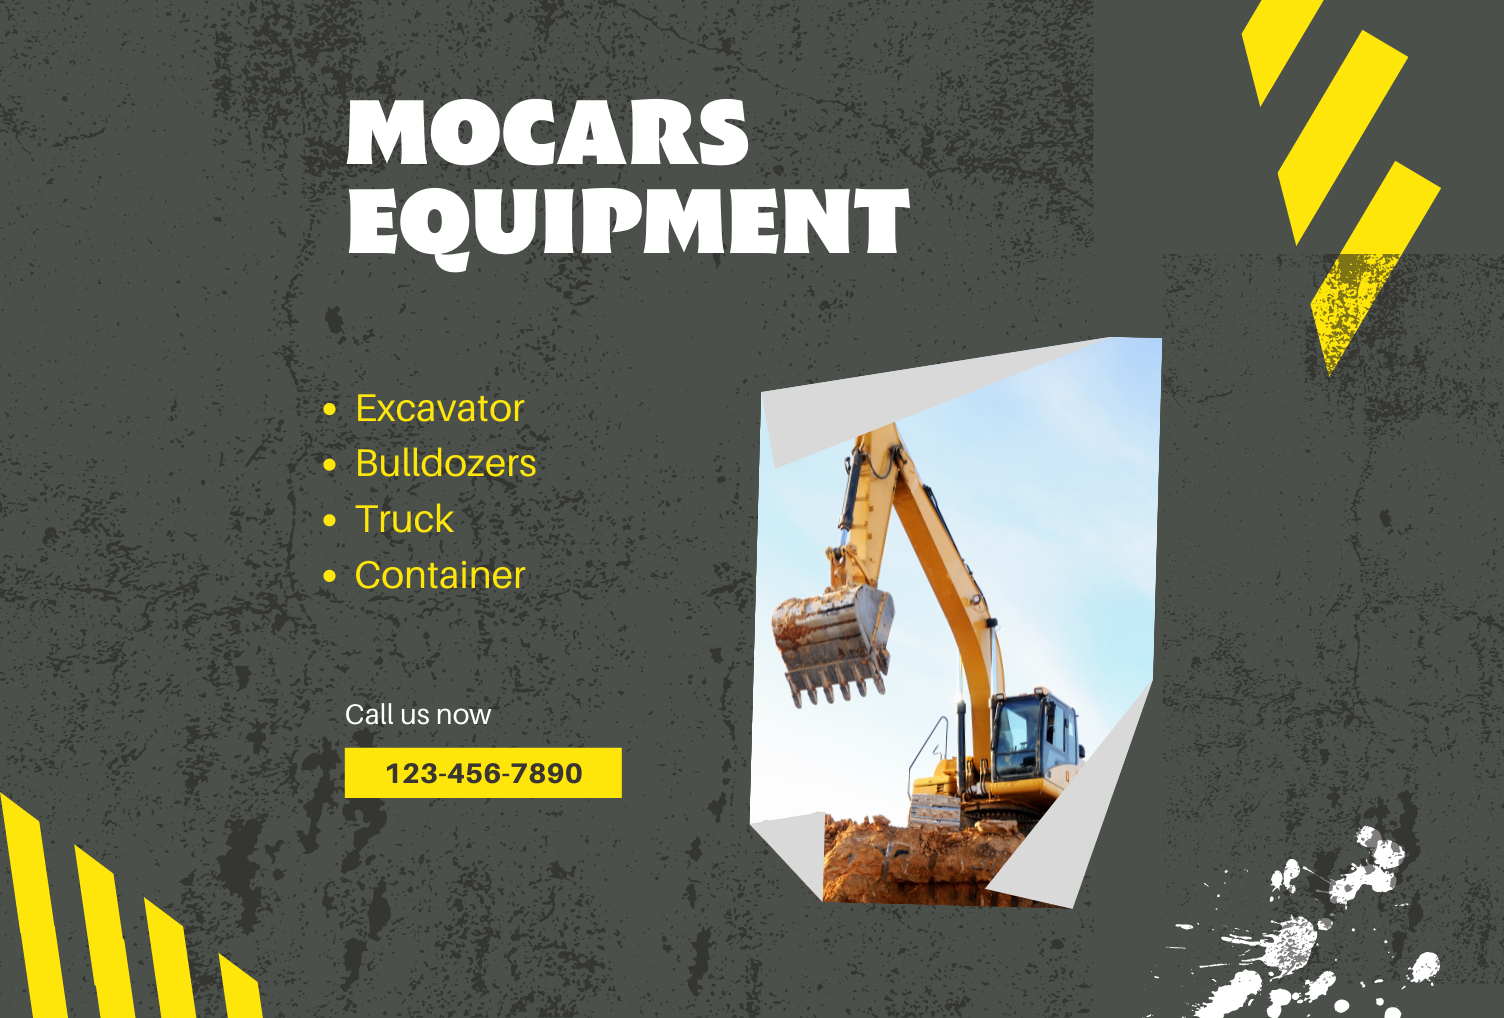 MOCARS
EQUIPMENT
• Excavator
• Bulldozers
• Truck
• Container
Call us now
123-456-7890